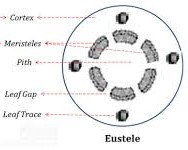 Cortex
Meristeles
Pith
Leaf Gap
Leaf Trace
Eustele